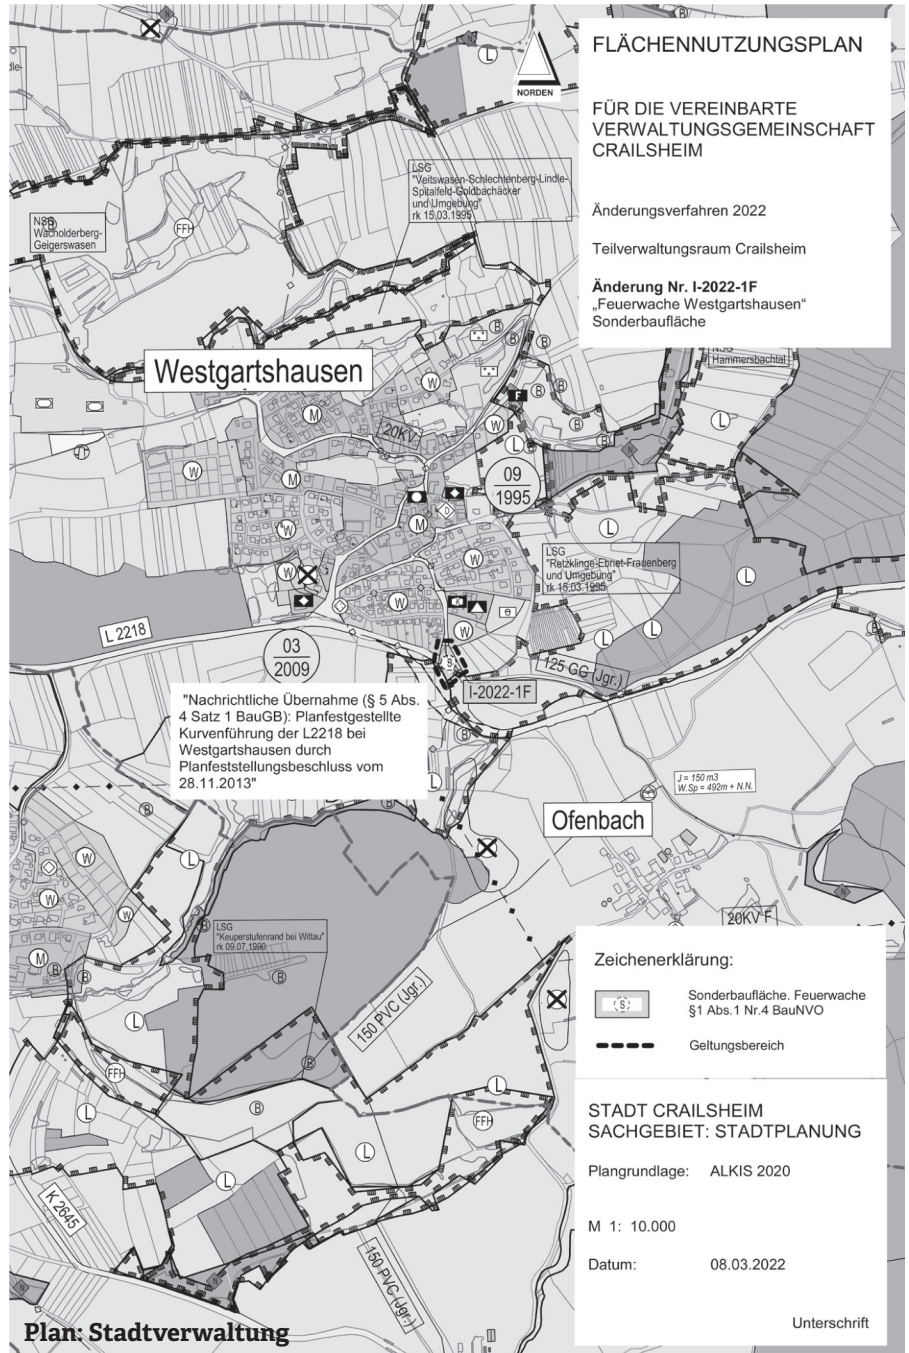 FLÄCHENNUTZUNGSPLAN
FÜR DIE VEREINBARTE
VERWALTUNGSGEMEINSCHAFT
CRAILSHEIM
Änderungsverfahren 2022
Teilverwaltungsraum Crailsheim
Änderung Nr. I-2022-1F
„Feuerwache Westgartshausen“
Sonderbaufläche
NORDEN
LSG
"Veitswasen-Schlechtenberg-Lindle-
Spitalfeld-Goldbachäcker
und Umgebung"
rk 15.03.1995
NSG
Wacholderberg-
Geigerswasen
FFH
NSG
Hammersbachtal
Westgartshausen
20KV
F
09
1995
LSG
"Retzklinge-Ebnet-Frauenberg
und Umgebung"
rk 15.03.1995
L 2218
03
2009
125 GG (Jgr.)
I-2022-1F
"Nachrichtliche Übernahme (§ 5 Abs.
4 Satz 1 BauGB): Planfestgestellte
Kurvenführung der L2218 bei
Westgartshausen durch
Planfeststellungsbeschluss vom
28.11.2013"
J = 150 m3
W.Sp = 492m + N.N.
Ofenbach
20KV F
LSG
"Keuperstufenrand bei Wittau"
rk 09.07.1990
150 PVC (Jgr.)
FFH
FFH
K 2645
150 PVC (Jgr.)
Zeichenerklärung:
S
Sonderbaufläche. Feuerwache
§1 Abs.1 Nr.4 BauNVO
Geltungsbereich
STADT CRAILSHEIM
SACHGEBIET: STADTPLANUNG
Plangrundlage: ALKIS 2020
M 1: 10.000
Datum: 08.03.2022
Unterschrift
Plan: Stadtverwaltung